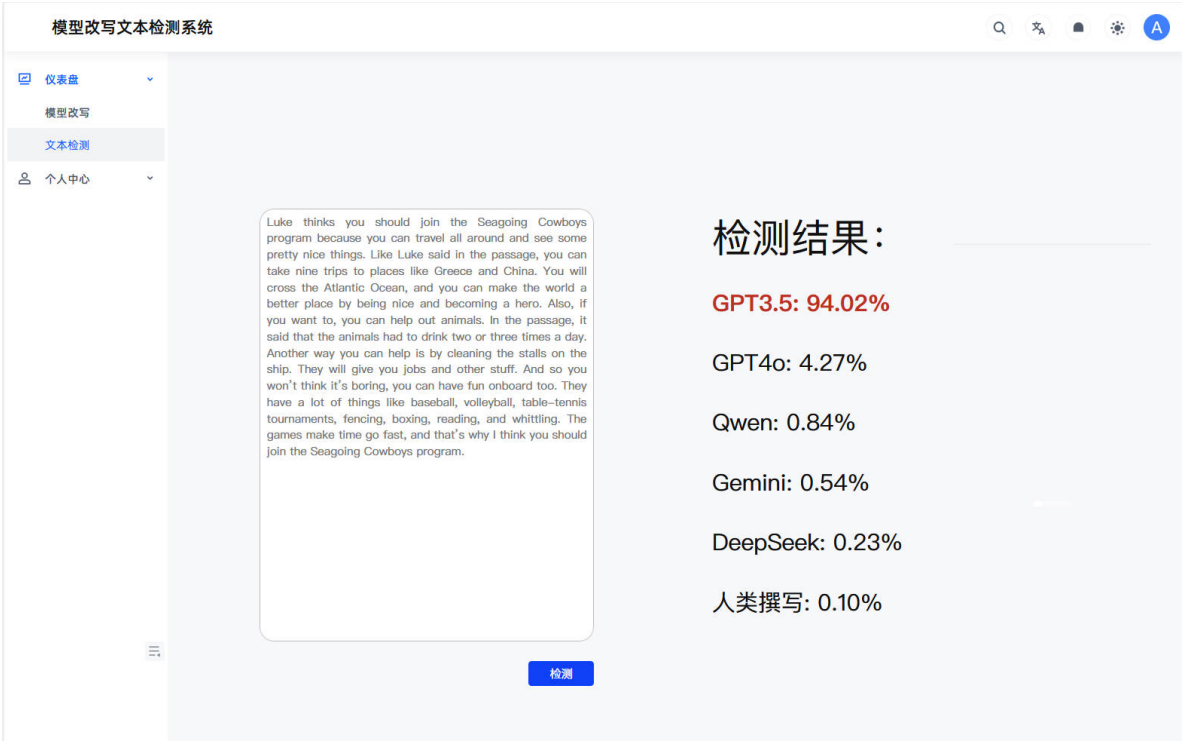 模型改写文本检测系统
A
仪表盘
模型改写
文本检测
个人中心
Luke thinks you should join the Seagoing Cowboys
program because you can travel all around and see some
pretty nice things. Like Luke said in the passage, you can
take nine trips to places like Greece and China. You will
cross the Atlantic Ocean, and you can make the world a
better place by being nice and becoming a hero. Also, if
you want to, you can help out animals. In the passage, it
said that the animals had to drink two or three times a day.
Another way you can help is by cleaning the stalls on the
ship. They will give you jobs and other stuff. And so you
won't think it's boring, you can have fun onboard too. They
have a lot of things like baseball, volleyball, table-tennis
tournaments, fencing, boxing, reading, and whittling. The
games make time go fast, and that's why I think you should
join the Seagoing Cowboys program.
检测
检测结果：
GPT3.5: 94.02%
GPT4o: 4.27%
Qwen: 0.84%
Gemini: 0.54%
DeepSeek: 0.23%
人类撰写: 0.10%